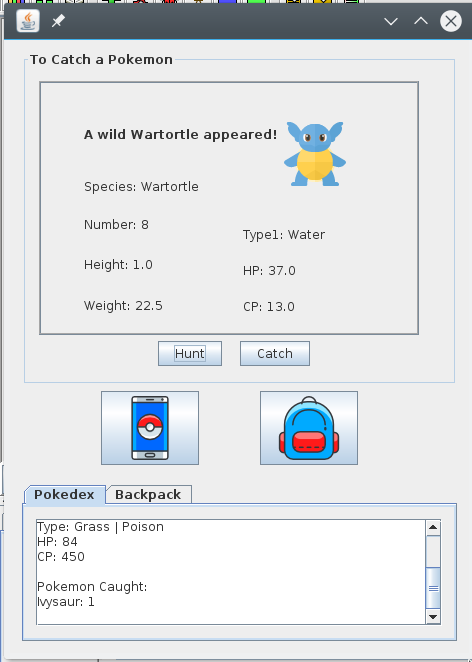 To Catch a Pokemon
A wild Wartortle appeared!
Species: Wartortle
Number: 8
Type1: Water
Height: 1.0
HP: 37.0
Weight: 22.5
CP: 13.0
Hunt
Catch
Pokedex
Backpack
Type: Grass | Poison
HP: 84
CP: 450
Pokemon Caught:
Ivysaur: 1